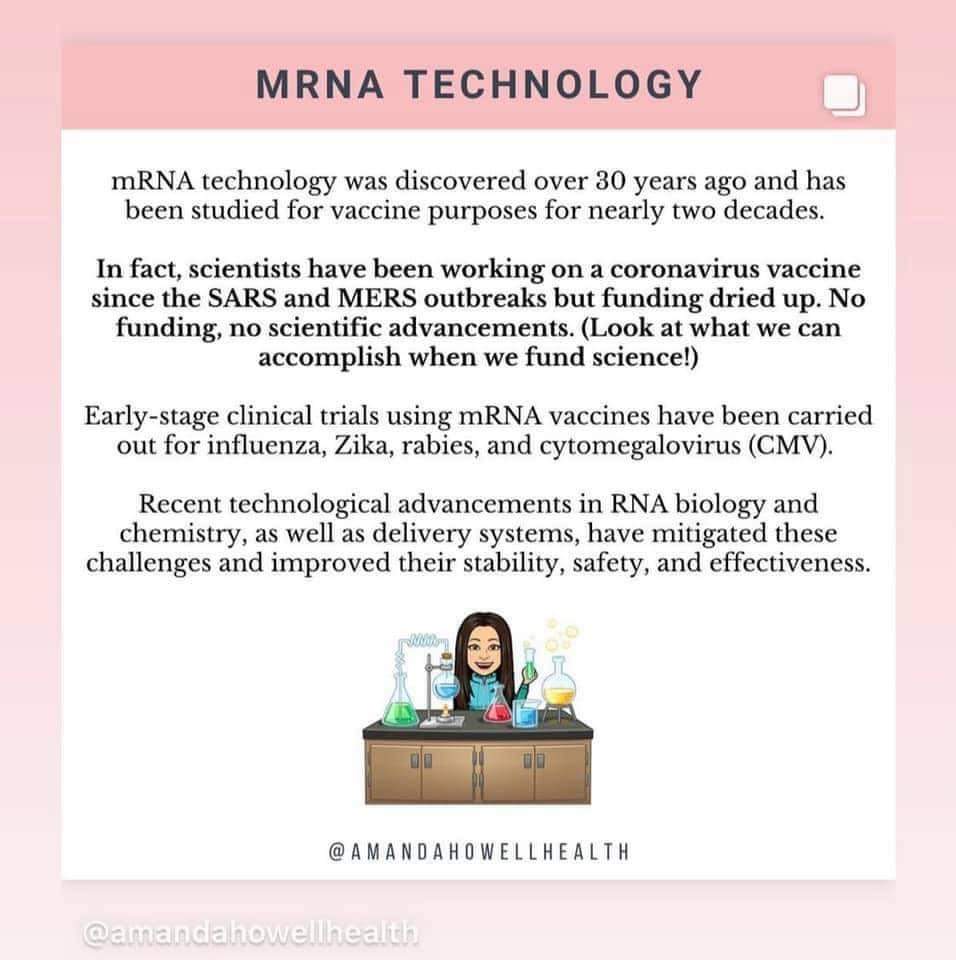 MRNA TECHNOLOGY
mRNA technology was discovered over 30 years ago and has
been studied for vaccine purposes for nearly two decades.
In fact, scientists have been working on a coronavirus vaccine
since the SARS and MERS outbreaks but funding dried up. No
funding, no scientific advancements. (Look at what we can
accomplish when we fund science!)
Early-stage clinical trials using mRNA vaccines have been carried
out for influenza, Zika, rabies, and cytomegalovirus (CMV).
Recent technological advancements in RNA biology and
chemistry, as well as delivery systems, have mitigated these
challenges and improved their stability, safety, and effectiveness.
@AMANDAHOWELLHEALTH
@amandahowellhealth